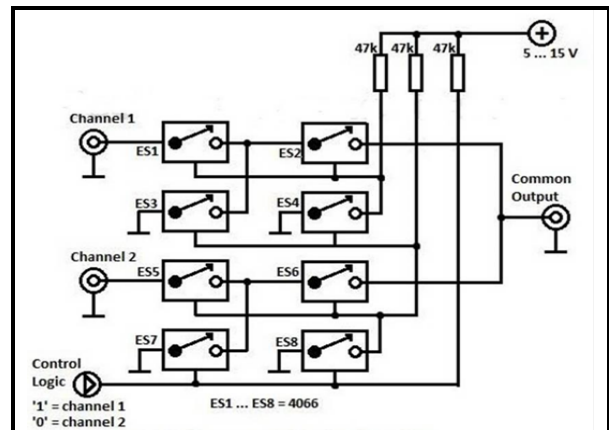 47k 47k 47k
5 ... 15 V
Channel 1
ES1
ES2
ES3
ES4
Common
Output
Channel 2
ES5
ES6
ES7
ES8
Control
Logic
'1' = channel 1
'0' = channel 2
ES1 ... ES8 = 4066